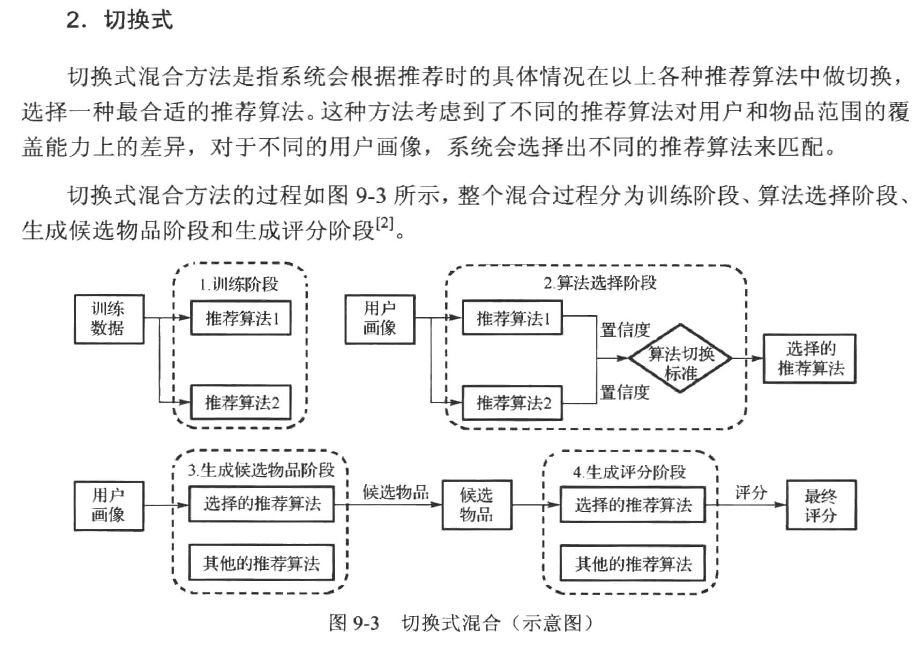 2．切换式
切换式混合方法是指系统会根据推荐时的具体情况在以上各种推荐算法中做切换，
选择一种最合适的推荐算法。这种方法考虑到了不同的推荐算法对用户和物品范围的覆
盖能力上的差异，对于不同的用户画像，系统会选择出不同的推荐算法来匹配。
切换式混合方法的过程如图 9-3 所示，整个混合过程分为训练阶段、算法选择阶段、
生成候选物品阶段和生成评分阶段[2]。
1.训练阶段
训练
数据
推荐算法1
推荐算法2
2.算法选择阶段
用户
画像
推荐算法1
置信度
算法切换
标准
选择的
推荐算法
推荐算法2
置信度
3.生成候选物品阶段
用户
画像
选择的推荐算法
候选物品
候选
物品
其他的推荐算法
4.生成评分阶段
选择的推荐算法
评分
最终
评分
其他的推荐算法
图 9-3 切换式混合（示意图）